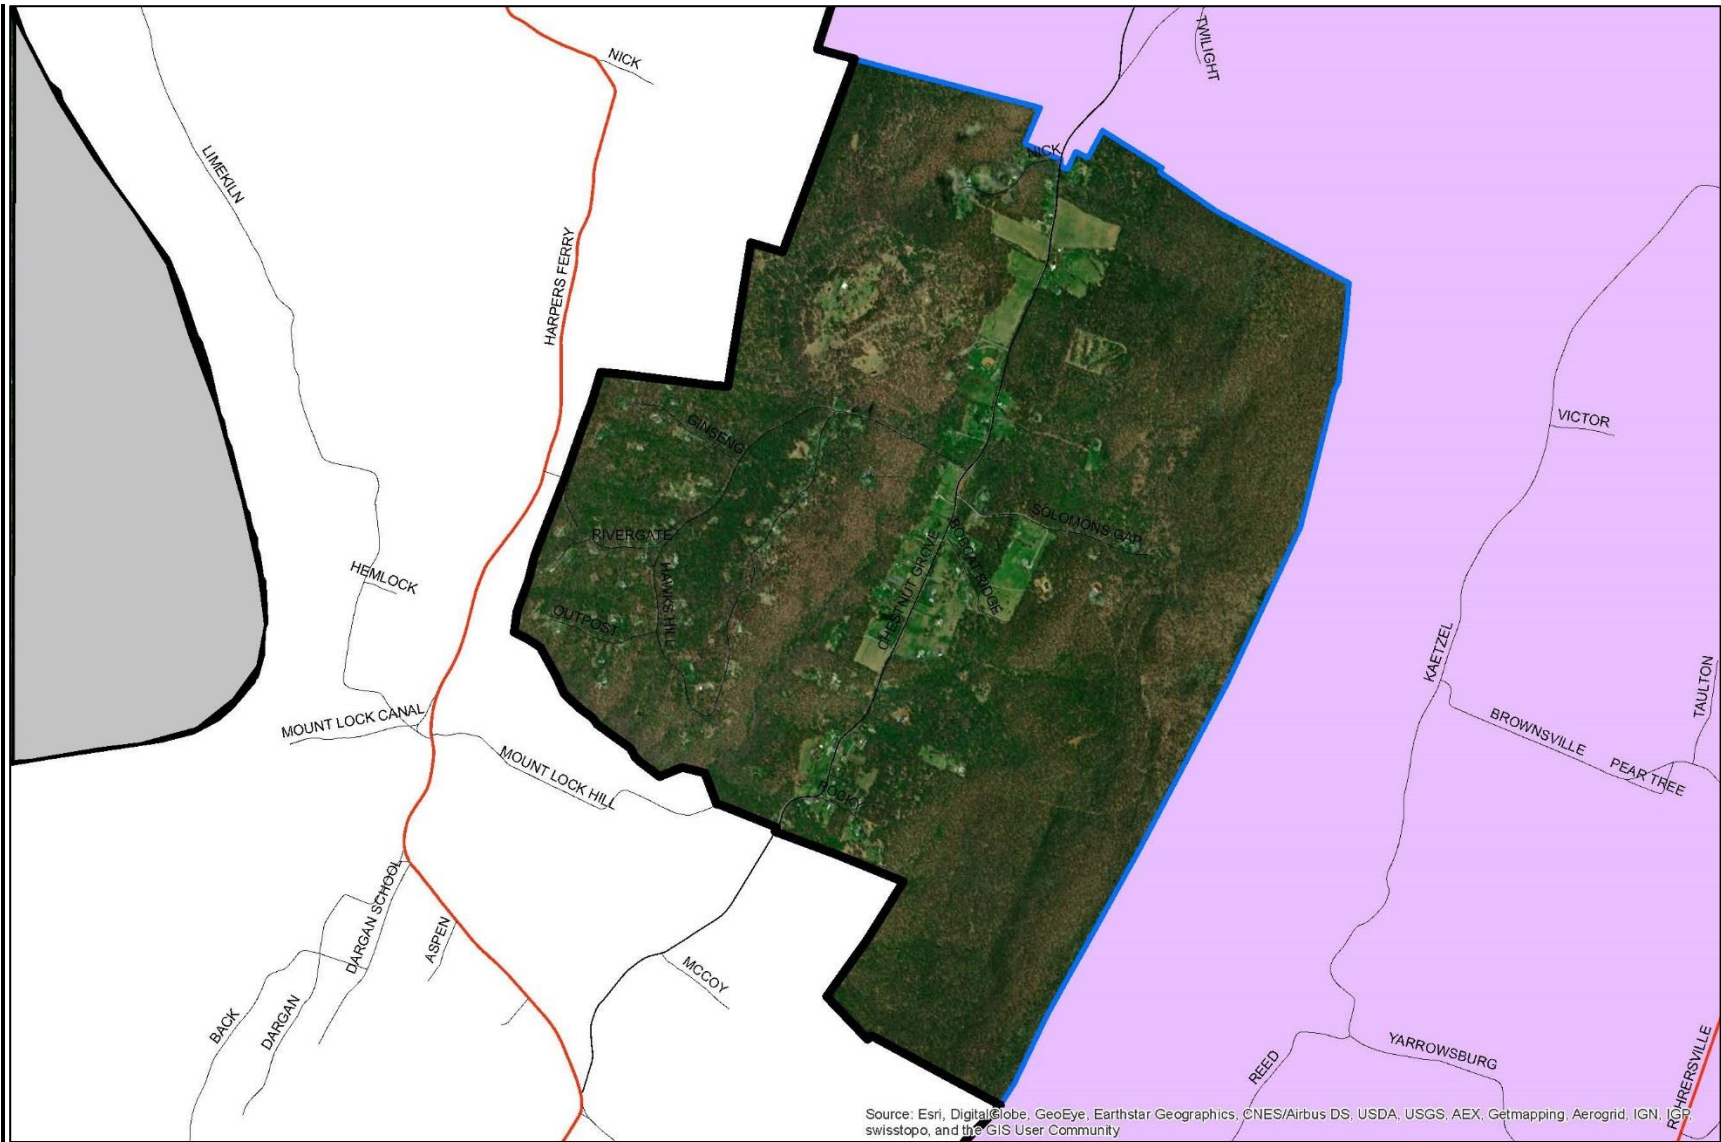 TWILIGHT
NICK
NICK
LIMEKILN
HARPERS FERRY
VICTOR
GINSENG
SOLOMONS GAP
RIVERGATE
BOBCAT RIDGE
CHESTNUT GROVE
HAWKS HILL
HEMLOCK
OUTPOST
KAETZEL
TAULTON
MOUNT LOCK CANAL
BROWNSVILLE
MOUNT LOCK HILL
PEAR TREE
ROCKY
DARGAN SCHOOL
ASPEN
MCCOY
BACK
DARGAN
YARROWSBURG
REED
ROHRERSVILLE
Source: Esri, DigitalGlobe, GeoEye, Earthstar Geographics, CNES/Airbus DS, USDA, USGS, AEX, Getmapping, Aerogrid, IGN, IGP,
swisstopo, and the GIS User Community